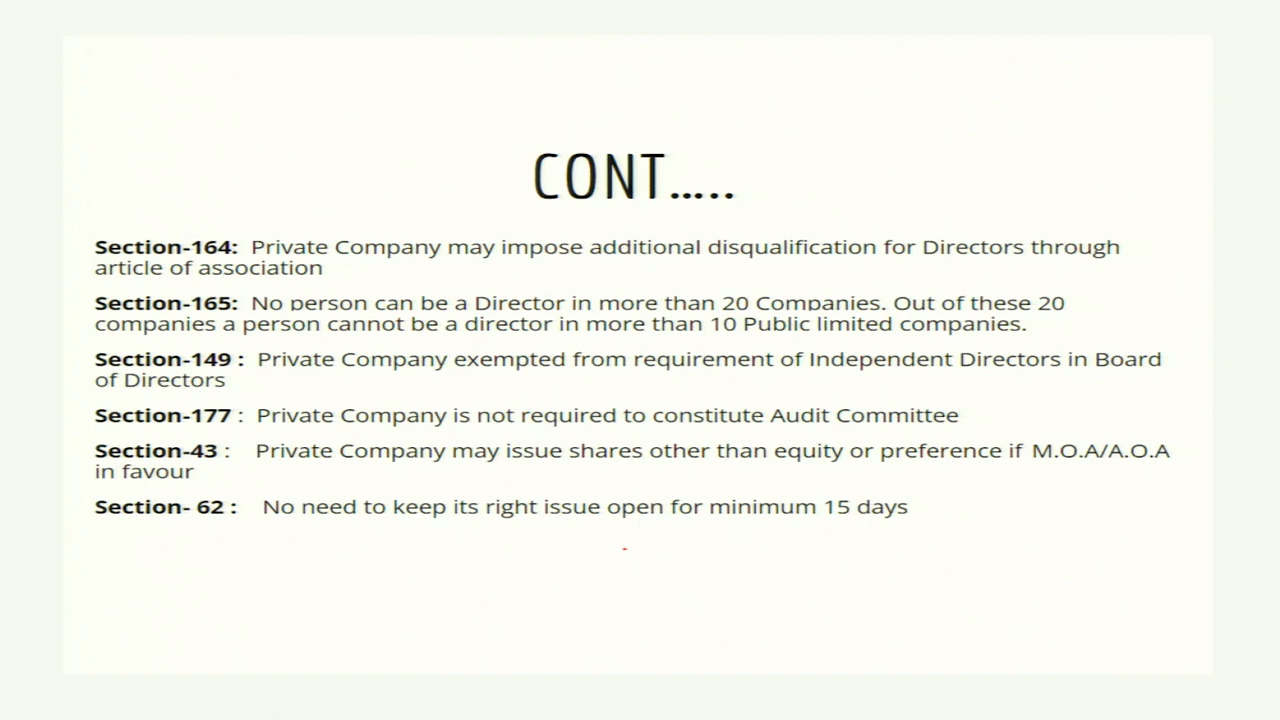 CONT.....
Section-164: Private Company may impose additional disqualification for Directors through
article of association
Section-165: No person can be a Director in more than 20 Companies. Out of these 20
companies a person cannot be a director in more than 10 Public limited companies.
Section-149 : Private Company exempted from requirement of Independent Directors in Board
of Directors
Section-177 : Private Company is not required to constitute Audit Committee
Section-43 : Private Company may issue shares other than equity or preference if M.O.A/A.O.A
in favour
Section- 62 : No need to keep its right issue open for minimum 15 days